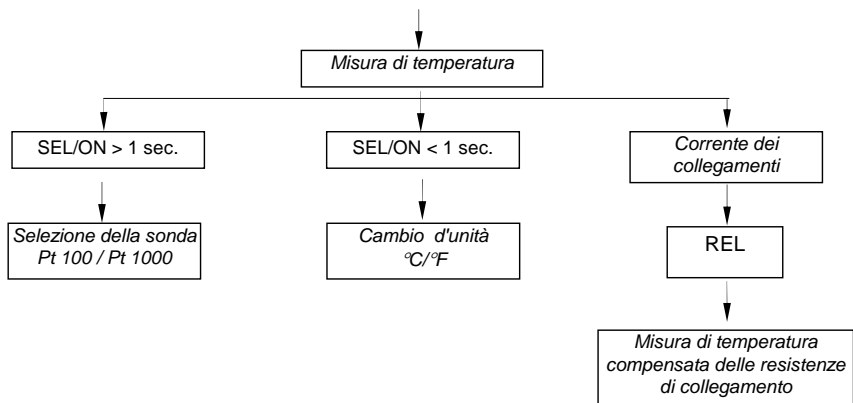 Misura di temperatura
SEL/ON > 1 sec.
SEL/ON < 1 sec.
Corrente dei
collegamenti
Selezione della sonda
Pt 100 / Pt 1000
Cambio d'unità
°C/°F
REL
Misura di temperatura
compensata delle resistenze
di collegamento